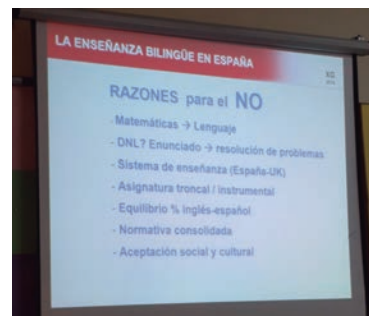 LA ENSEÑANZA BILINGÜE EN ESPAÑA
RAZONES para el NO
- Matemáticas → Lenguaje
- DNL? Enunciado → resolución de problemas
- Sistema de enseñanza (España-UK)
- Asignatura troncal / instrumental
- Equilibrio % inglés-español
- Normativa consolidada
- Aceptación social y cultural